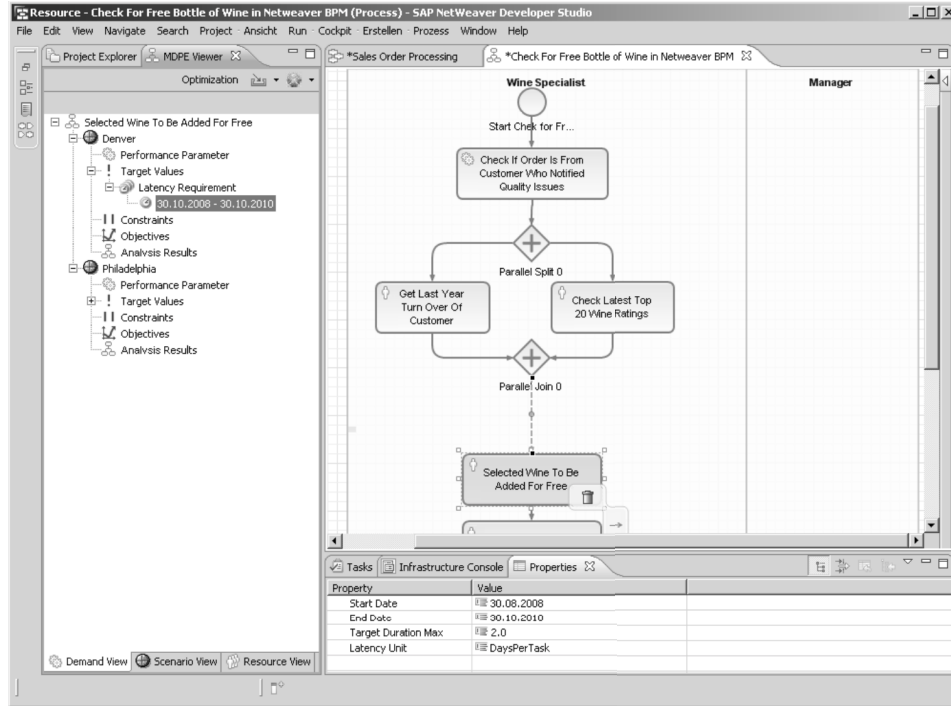 Resource - Check For Free Bottle of Wine in Netweaver BPM (Process) - SAP NetWeaver Developer Studio
File Edit View Navigate Search Project Ansicht Run Cockpit Erstellen Prozess Window Help
Project Explorer MDPE Viewer
Optimization
Selected Wine To Be Added For Free
Denver
Performance Parameter
Target Values
Latency Requirement
30.10.2008 - 30.10.2010
Constraints
Objectives
Analysis Results
Philadelphia
Performance Parameter
Target Values
Constraints
Objectives
Analysis Results
Demand View Scenario View Resource View
*Sales Order Processing *Check For Free Bottle of Wine in Netweaver BPM
Wine Specialist Manager
Start Chek for Fr...
Check If Order Is From
Customer Who Notified
Quality Issues
Parallel Split 0
Get Last Year
Turn Over Of
Customer
Check Latest Top
20 Wine Ratings
Parallel Join 0
Selected Wine To Be
Added For Free
Tasks Infrastructure Console Properties
Property Value
Start Date 30.08.2008
End Date 30.10.2010
Target Duration Max 2.0
Latency Unit DaysPerTask